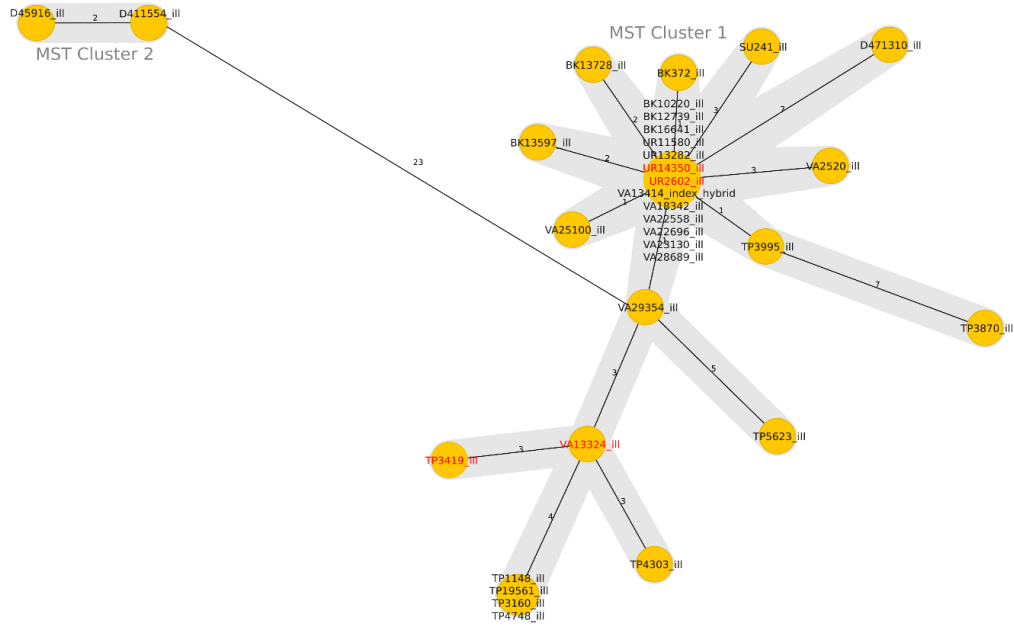 D45916_ill
2
D411554_ill
MST Cluster 2
MST Cluster 1
BK13728_ill
BK372_ill
SU241_ill
D471310_ill
BK10220_ill
BK12739_ill
BK16641_ill
UR11580_ill
UR13282_ill
UR14350_ill
UR2602_ill
VA13414_index_hybrid
VA18342_ill
VA22558_ill
VA22696_ill
VA23130_ill
VA28689_ill
2
1
3
7
BK13597_ill
2
3
VA2520_ill
23
VA25100_ill
1
1
TP3995_ill
1
7
VA29354_ill
TP3870_ill
3
5
TP5623_ill
VA13324_ill
TP3419_ill
3
4
3
TP4303_ill
TP1148_ill
TP19561_ill
TP3160_ill
TP4748_ill